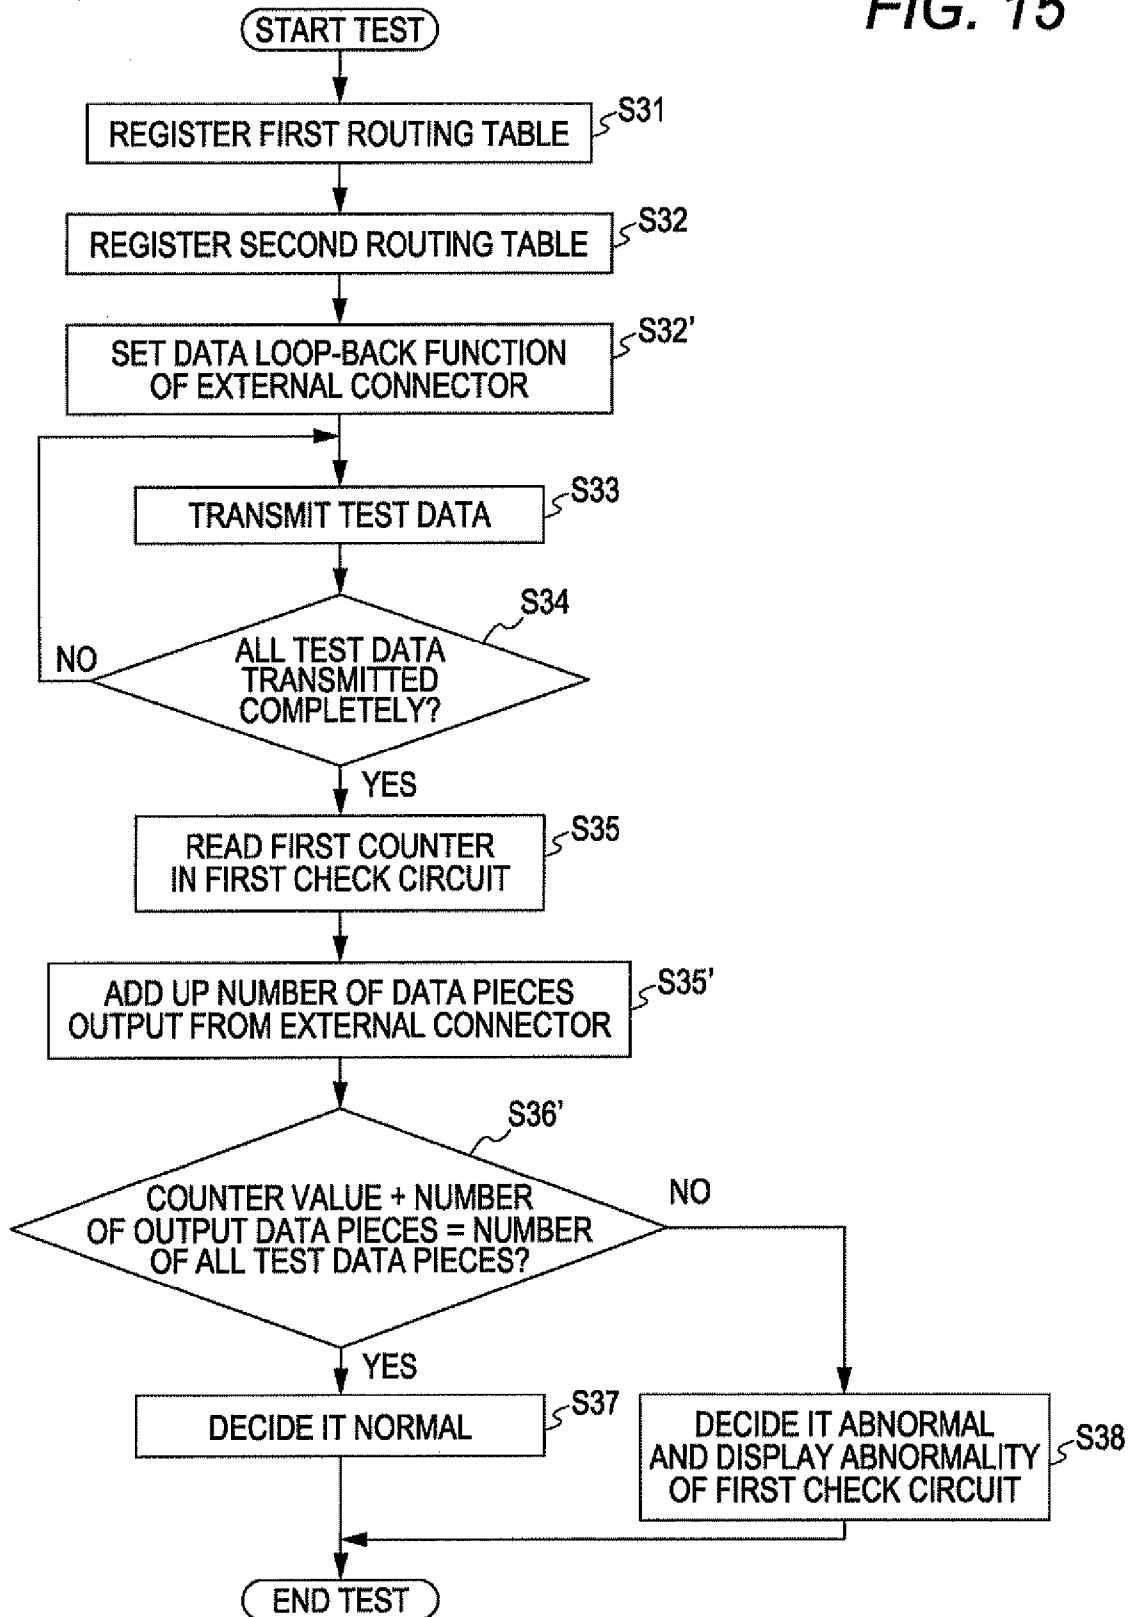 FIG. 15
START TEST
S31
REGISTER FIRST ROUTING TABLE
S32
REGISTER SECOND ROUTING TABLE
S32'
SET DATA LOOP-BACK FUNCTION
OF EXTERNAL CONNECTOR
S33
TRANSMIT TEST DATA
S34
ALL TEST DATA
TRANSMITTED
COMPLETELY?
NO
YES
S35
READ FIRST COUNTER
IN FIRST CHECK CIRCUIT
S35'
ADD UP NUMBER OF DATA PIECES
OUTPUT FROM EXTERNAL CONNECTOR
S36'
COUNTER VALUE + NUMBER
OF OUTPUT DATA PIECES = NUMBER
OF ALL TEST DATA PIECES?
NO
YES
S37
DECIDE IT NORMAL
S38
DECIDE IT ABNORMAL
AND DISPLAY ABNORMALITY
OF FIRST CHECK CIRCUIT
END TEST